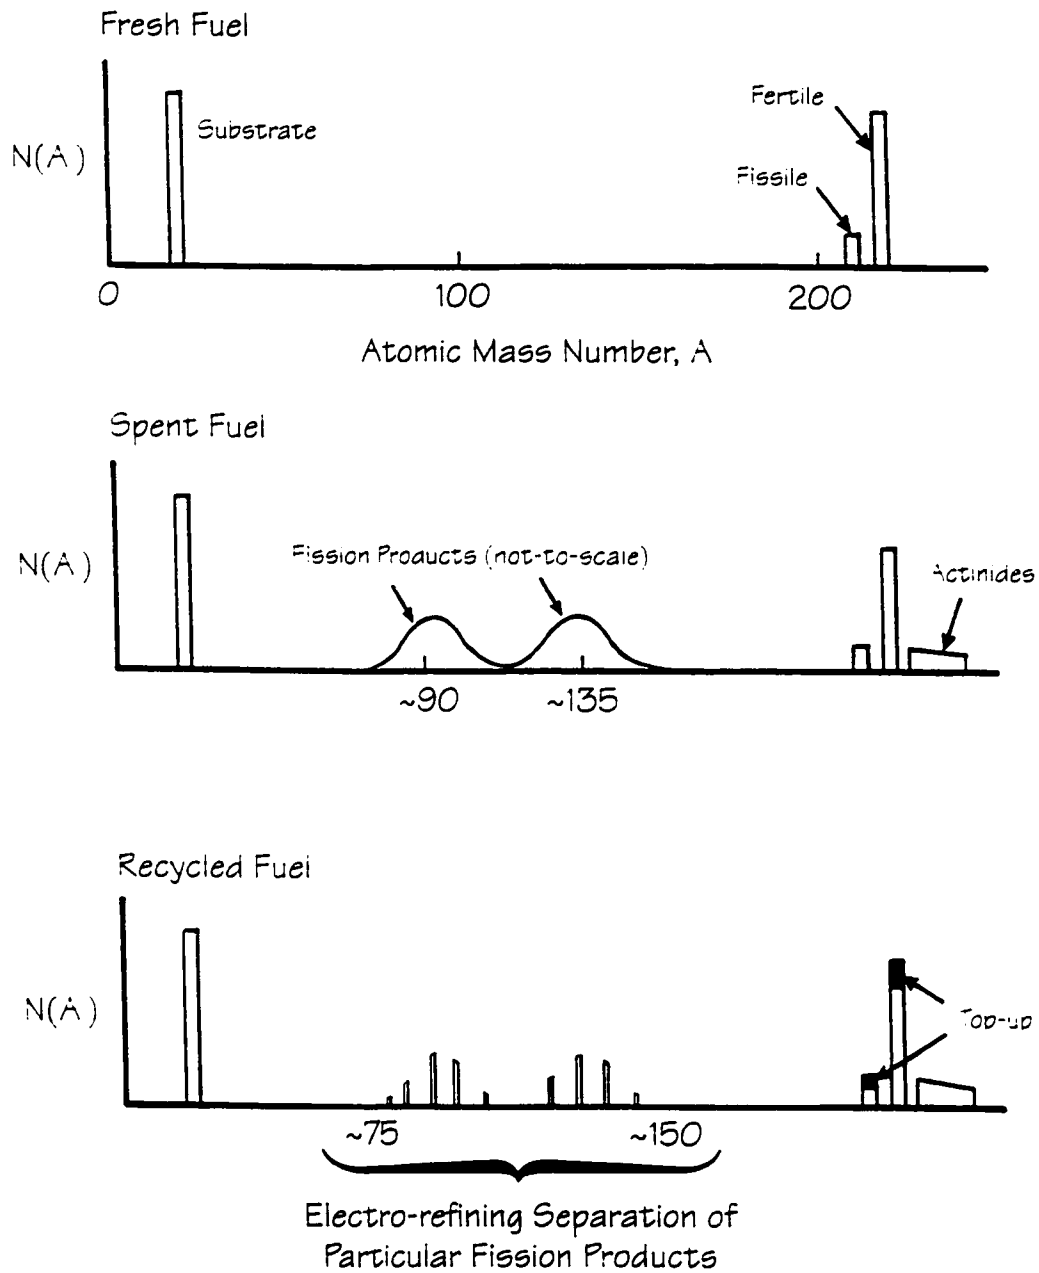 Fresh Fuel
N(A)
Substrate
Fertile
Fissile
0
100
200
Atomic Mass Number, A
Spent Fuel
N(A)
Fission Products (not-to-scale)
Actinides
~90
~135
Recycled Fuel
N(A)
Top-up
~75
~150
Electro-refining Separation of
Particular Fission Products